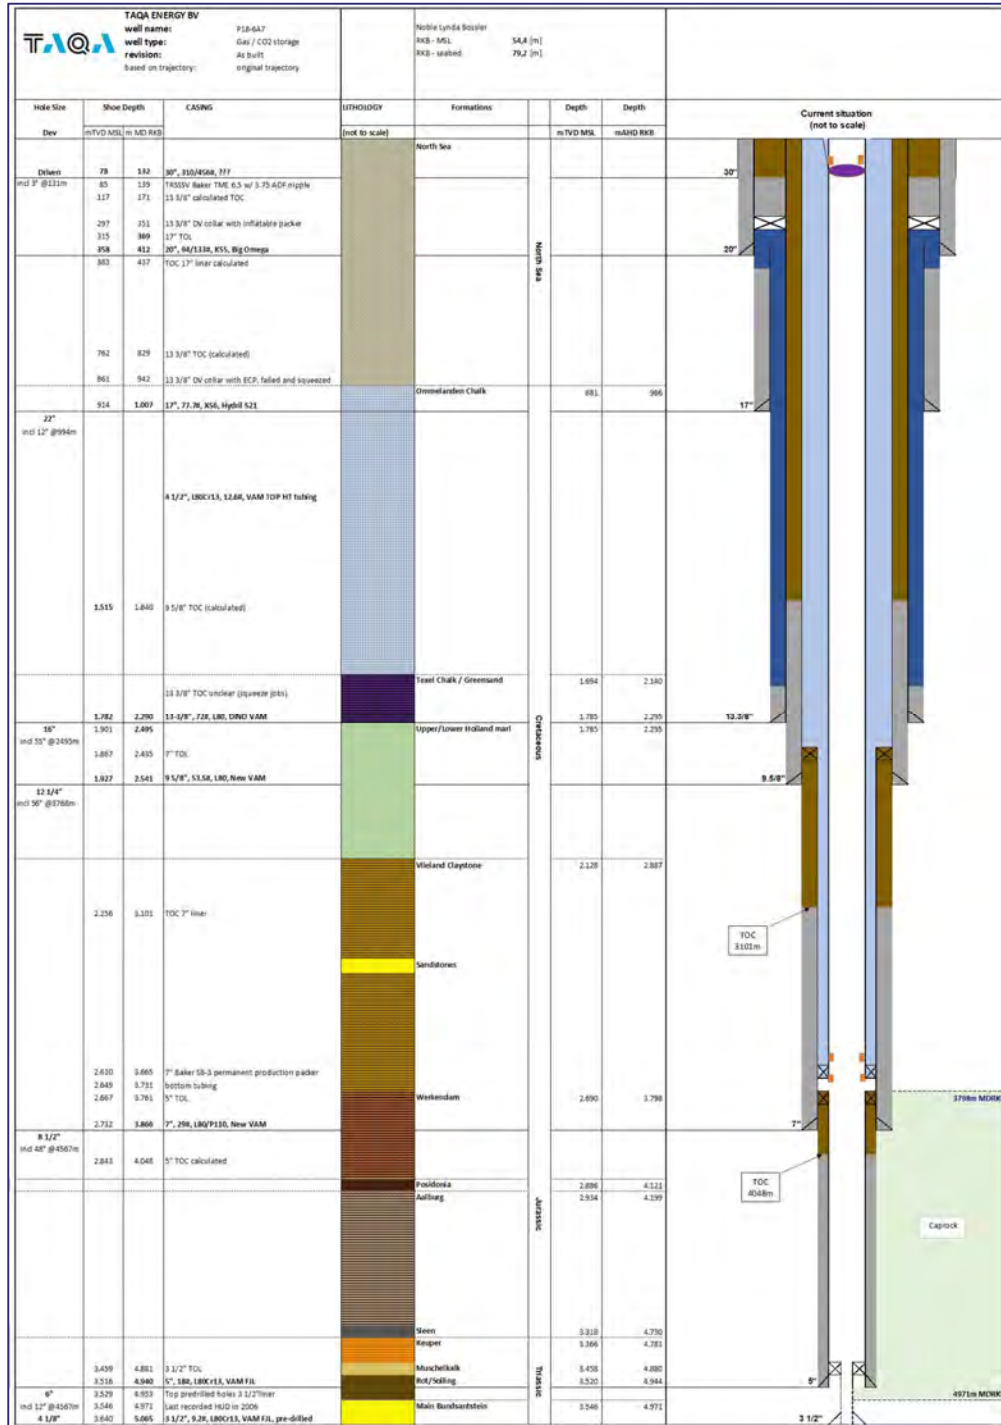 TAQA
TAQA ENERGY BV
well name: P18-6A7
well type: Gas / CO2 storage
revision: As Built
based on trajectory: original trajectory
Noble Lynda Bossler
RKB - MSL 54,4 [m]
RKB - seabed 79,2 [m]
Hole Size Shoe Depth CASING LITHOLOGY Formations Depth Depth
Dev mTVD MSL m MD RKB (not to scale) mTVD MSL mAHD RKB
Current situation
(not to scale)
North Sea
Driven 78 132 30", 310/456#, ???
30"
incl 3° @131m 85 139 TRSSSV Baker TME 6.5 w/ 3.75 ADF nipple
117 171 13 3/8" calculated TOC
297 351 13 3/8" DV collar with inflatable packer
315 369 17" TOL
358 412 20", 94/133#, K55, Big Omega
20"
North Sea
383 437 TOC 17" liner calculated
762 829 13 3/8" TOC (calculated)
861 942 13 3/8" DV collar with ECP, failed and squeezed
Ommelanden Chalk 881 966
914 1.007 17", 77.7#, K56, Hydril 521
17"
22"
incl 12° @994m
4 1/2", L80Cr13, 12.6#, VAM TOP HT tubing
1.515 1.840 9 5/8" TOC (calculated)
Texel Chalk / Greensand 1.694 2.140
13 3/8" TOC unclear (squeeze jobs)
1.782 2.290 13-3/8", 72#, L80, DINO VAM 1.785 2.295
13.3/8"
16" 1.901 2.495 Upper/Lower Holland marl 1.785 2.295
incl 55° @2495m
Cretaceous
1.867 2.435 7" TOL
1.927 2.541 9 5/8", 53.5#, L80, New VAM
9.5/8"
12 1/4"
incl 56° @3768m
Vlieland Claystone 2.128 2.887
2.256 3.101 TOC 7" liner
TOC
3101m
Sandstones
2.610 3.665 7" Baker SB-3 permanent production packer
2.649 3.731 bottom tubing
2.667 3.761 5" TOL
Werkendam 2.690 3.798
3798m MDRK
2.732 3.866 7", 29#, L80/P110, New VAM
7"
8 1/2"
incl 48° @4567m
2.843 4.048 5" TOC calculated
TOC
4048m
Posidonia 2.886 4.121
Aalburg 2.934 4.199
Jurassic
Caprock
Sleen 3.318 4.730
Keuper 3.366 4.781
3.459 4.881 3 1/2" TOL
Muschelkalk 3.458 4.880
3.516 4.940 5", 18#, L80Cr13, VAM FJL
Rot/Solling 3.520 4.944
5"
Triassic
6" 3.529 4.953 Top predrilled holes 3 1/2"liner
4971m MDRK
incl 12° @4567m 3.546 4.971 Last recorded HUD in 2006
Main Bundsantstein 3.546 4.971
4 1/8" 3.640 5.065 3 1/2", 9.2#, L80Cr13, VAM FJL, pre-drilled
3 1/2"